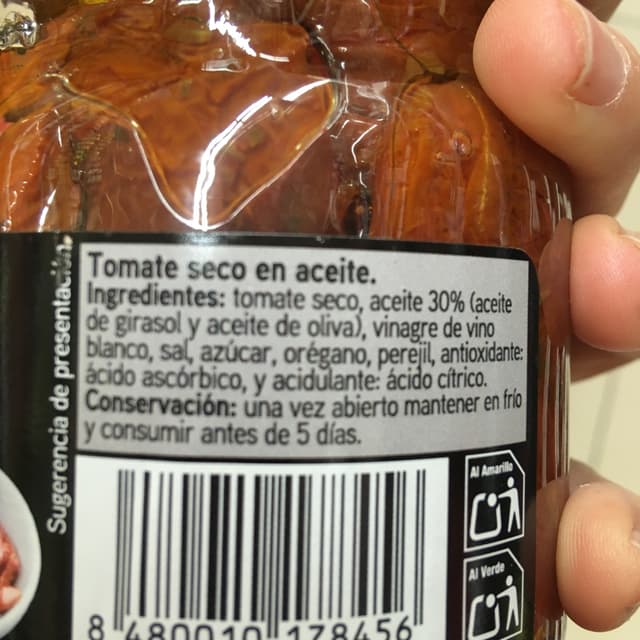 Tomate seco en aceite.
Ingredientes: tomate seco, aceite 30% (aceite
de girasol y aceite de oliva), vinagre de vino
blanco, sal, azúcar, orégano, perejil, antioxidante:
ácido ascórbico, y acidulante: ácido cítrico.
Conservación: una vez abierto mantener en frío
y consumir antes de 5 días.
Sugerencia de presentación.
Al Amarillo
Al Verde
8 480010 178456